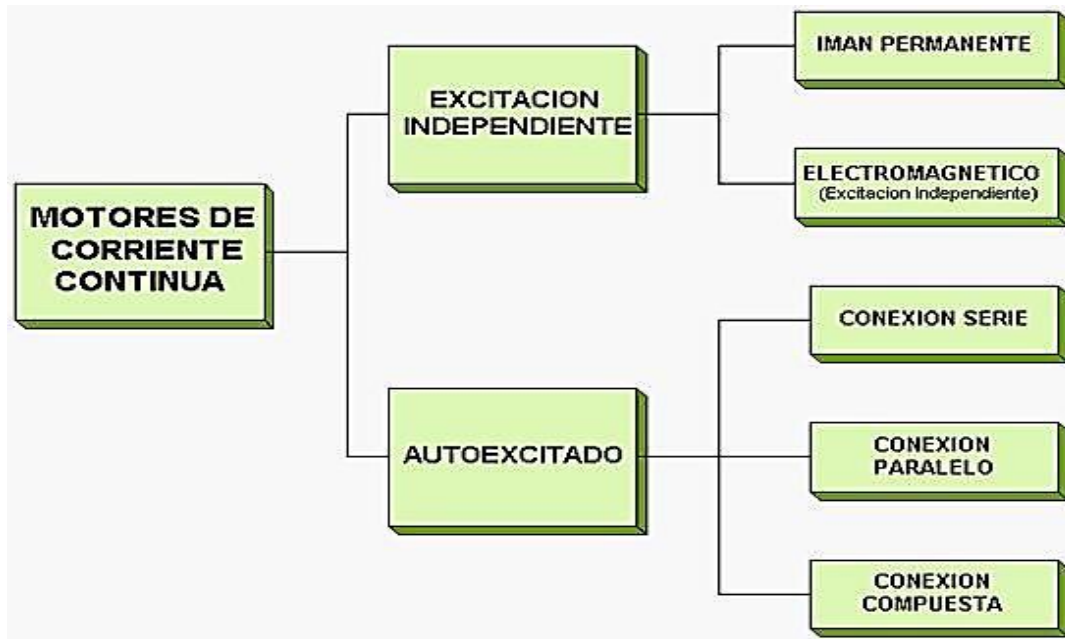 MOTORES DE
CORRIENTE
CONTINUA
EXCITACION
INDEPENDIENTE
IMAN PERMANENTE
ELECTROMAGNETICO
(Excitacion Independiente)
AUTOEXCITADO
CONEXION SERIE
CONEXION
PARALELO
CONEXION
COMPUESTA